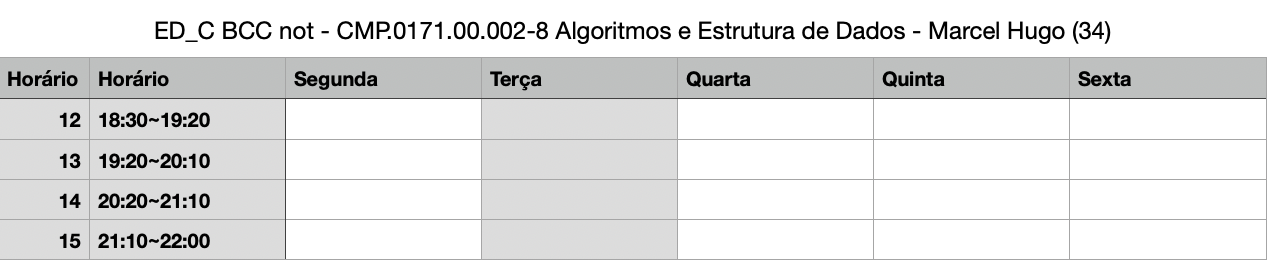 ED_C BCC not - CMP.0171.00.002-8 Algoritmos e Estrutura de Dados - Marcel Hugo (34)
Horário Horário Segunda Terça Quarta Quinta Sexta
12 18:30~19:20
13 19:20~20:10
14 20:20~21:10
15 21:10~22:00